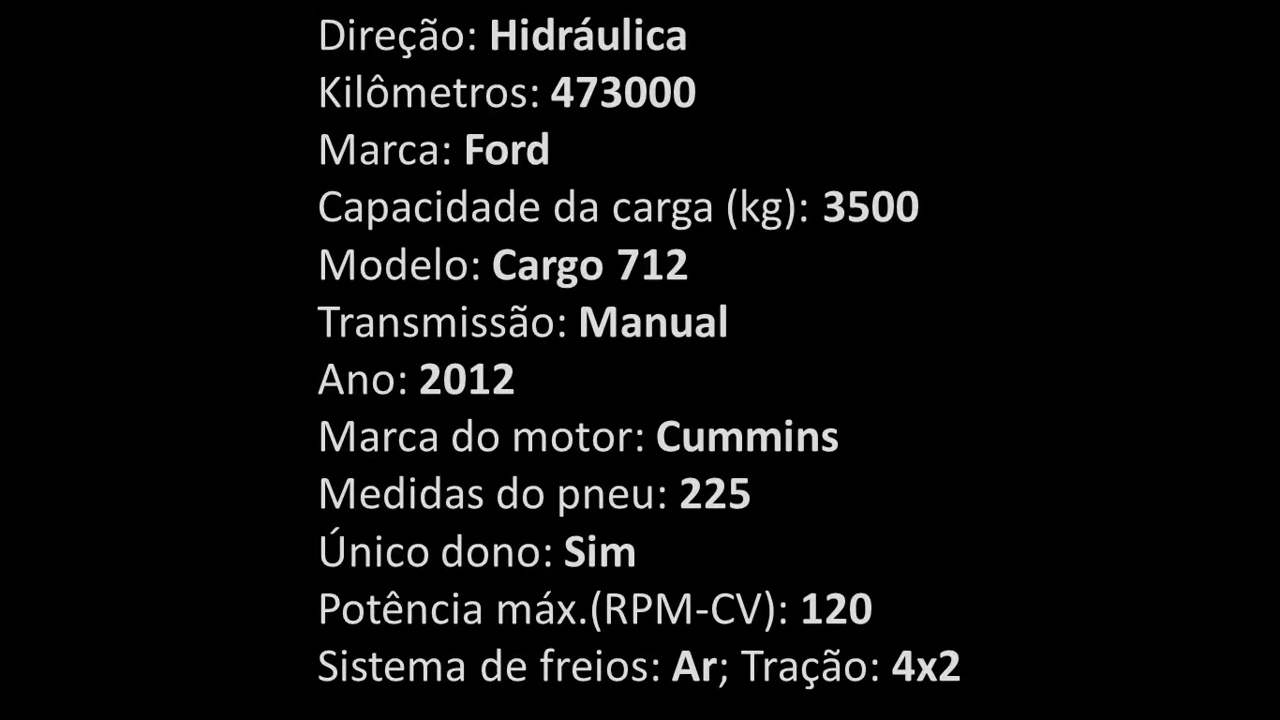 Direção: Hidráulica
Kilômetros: 473000
Marca: Ford
Capacidade da carga (kg): 3500
Modelo: Cargo 712
Transmissão: Manual
Ano: 2012
Marca do motor: Cummins
Medidas do pneu: 225
Único dono: Sim
Potência máx.(RPM-CV): 120
Sistema de freios: Ar; Tração: 4x2